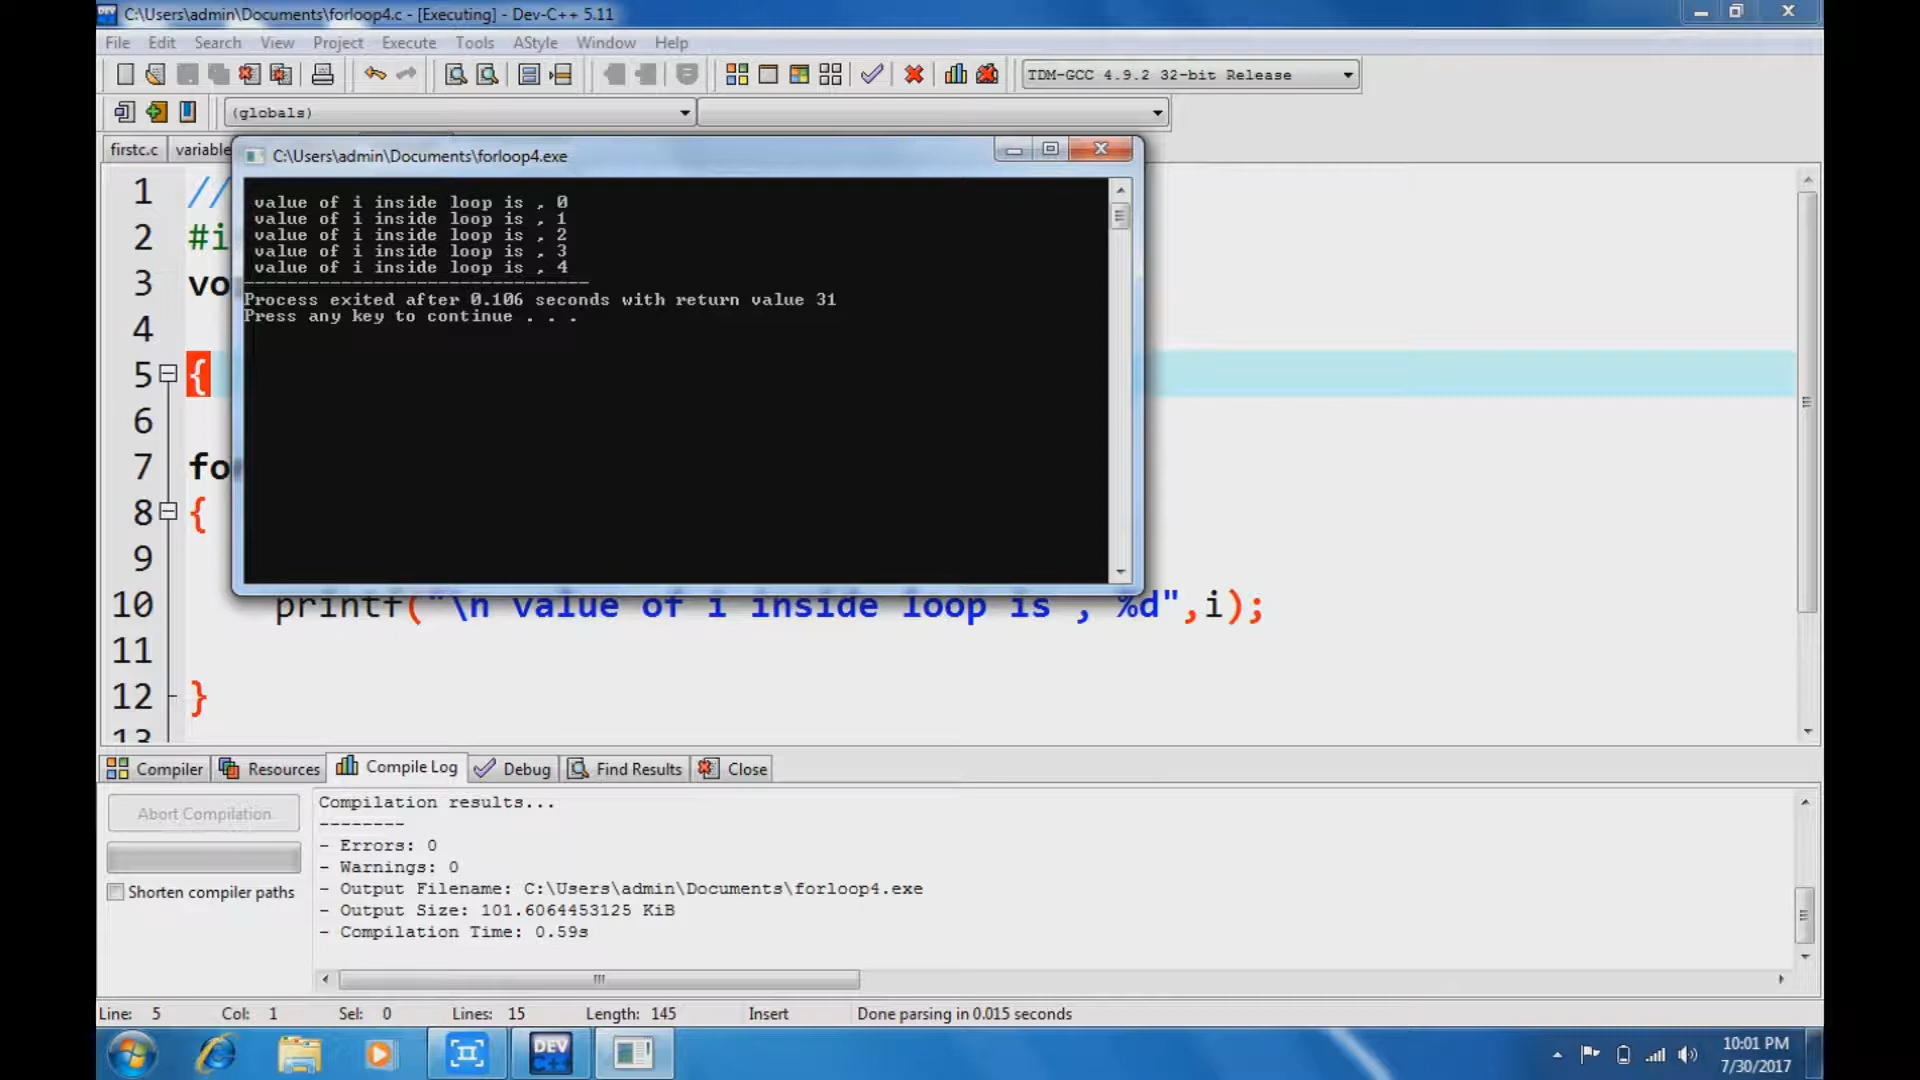 C:\Users\admin\Documents\forloop4.c - [Executing] - Dev-C++ 5.11
File Edit Search View Project Execute Tools AStyle Window Help
TDM-GCC 4.9.2 32-bit Release
(globals)
firstc.c variable
C:\Users\admin\Documents\forloop4.exe
value of i inside loop is , 0
value of i inside loop is , 1
value of i inside loop is , 2
value of i inside loop is , 3
value of i inside loop is , 4
--------------------------------
Process exited after 0.106 seconds with return value 31
Press any key to continue . . .
1 //
2 #i
3 vo
4
5 {
6
7 fo
8 {
9
10 printf("\n value of i inside loop is , %d",i);
11
12 }
13
Compiler Resources Compile Log Debug Find Results Close
Abort Compilation
Shorten compiler paths
Compilation results...
--------
- Errors: 0
- Warnings: 0
- Output Filename: C:\Users\admin\Documents\forloop4.exe
- Output Size: 101.6064453125 KiB
- Compilation Time: 0.59s
Line: 5 Col: 1 Sel: 0 Lines: 15 Length: 145 Insert Done parsing in 0.015 seconds
DEV C++
10:01 PM
7/30/2017